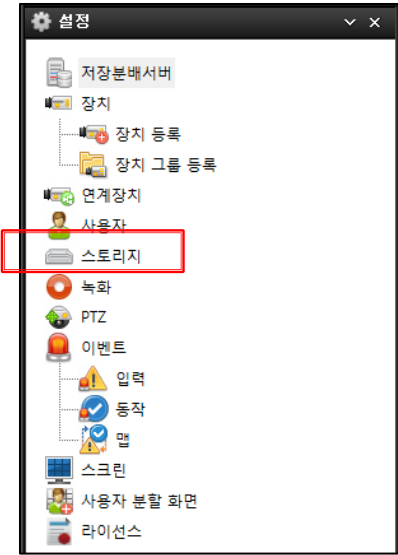 설정
저장분배서버
장치
장치 등록
장치 그룹 등록
연계장치
사용자
스토리지
녹화
PTZ
이벤트
입력
동작
맵
스크린
사용자 분할 화면
라이선스